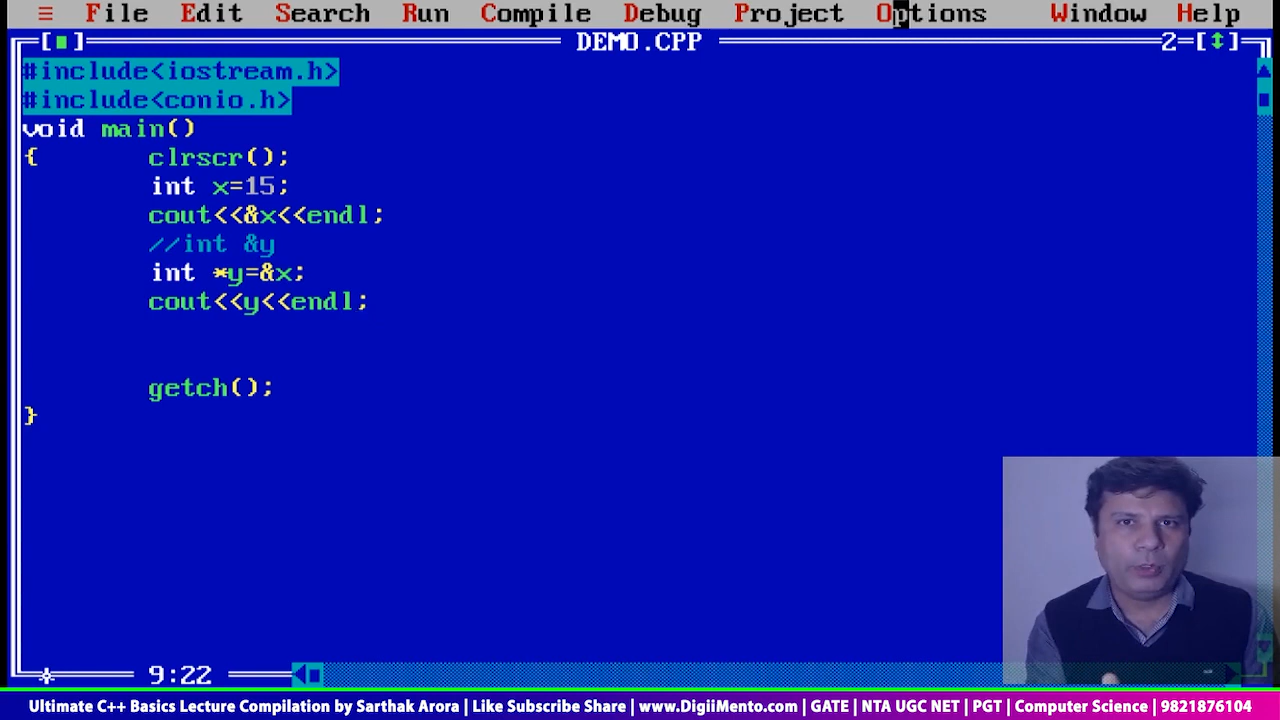 ≡ File Edit Search Run Compile Debug Project Options Window Help
[■] DEMO.CPP 2=[↕]
#include<iostream.h>
#include<conio.h>
void main()
{ clrscr();
int x=15;
cout<<&x<<endl;
//int &y
int *y=&x;
cout<<y<<endl;
getch();
}
9:22
Ultimate C++ Basics Lecture Compilation by Sarthak Arora | Like Subscribe Share | www.DigiiMento.com | GATE | NTA UGC NET | PGT | Computer Science | 9821876104